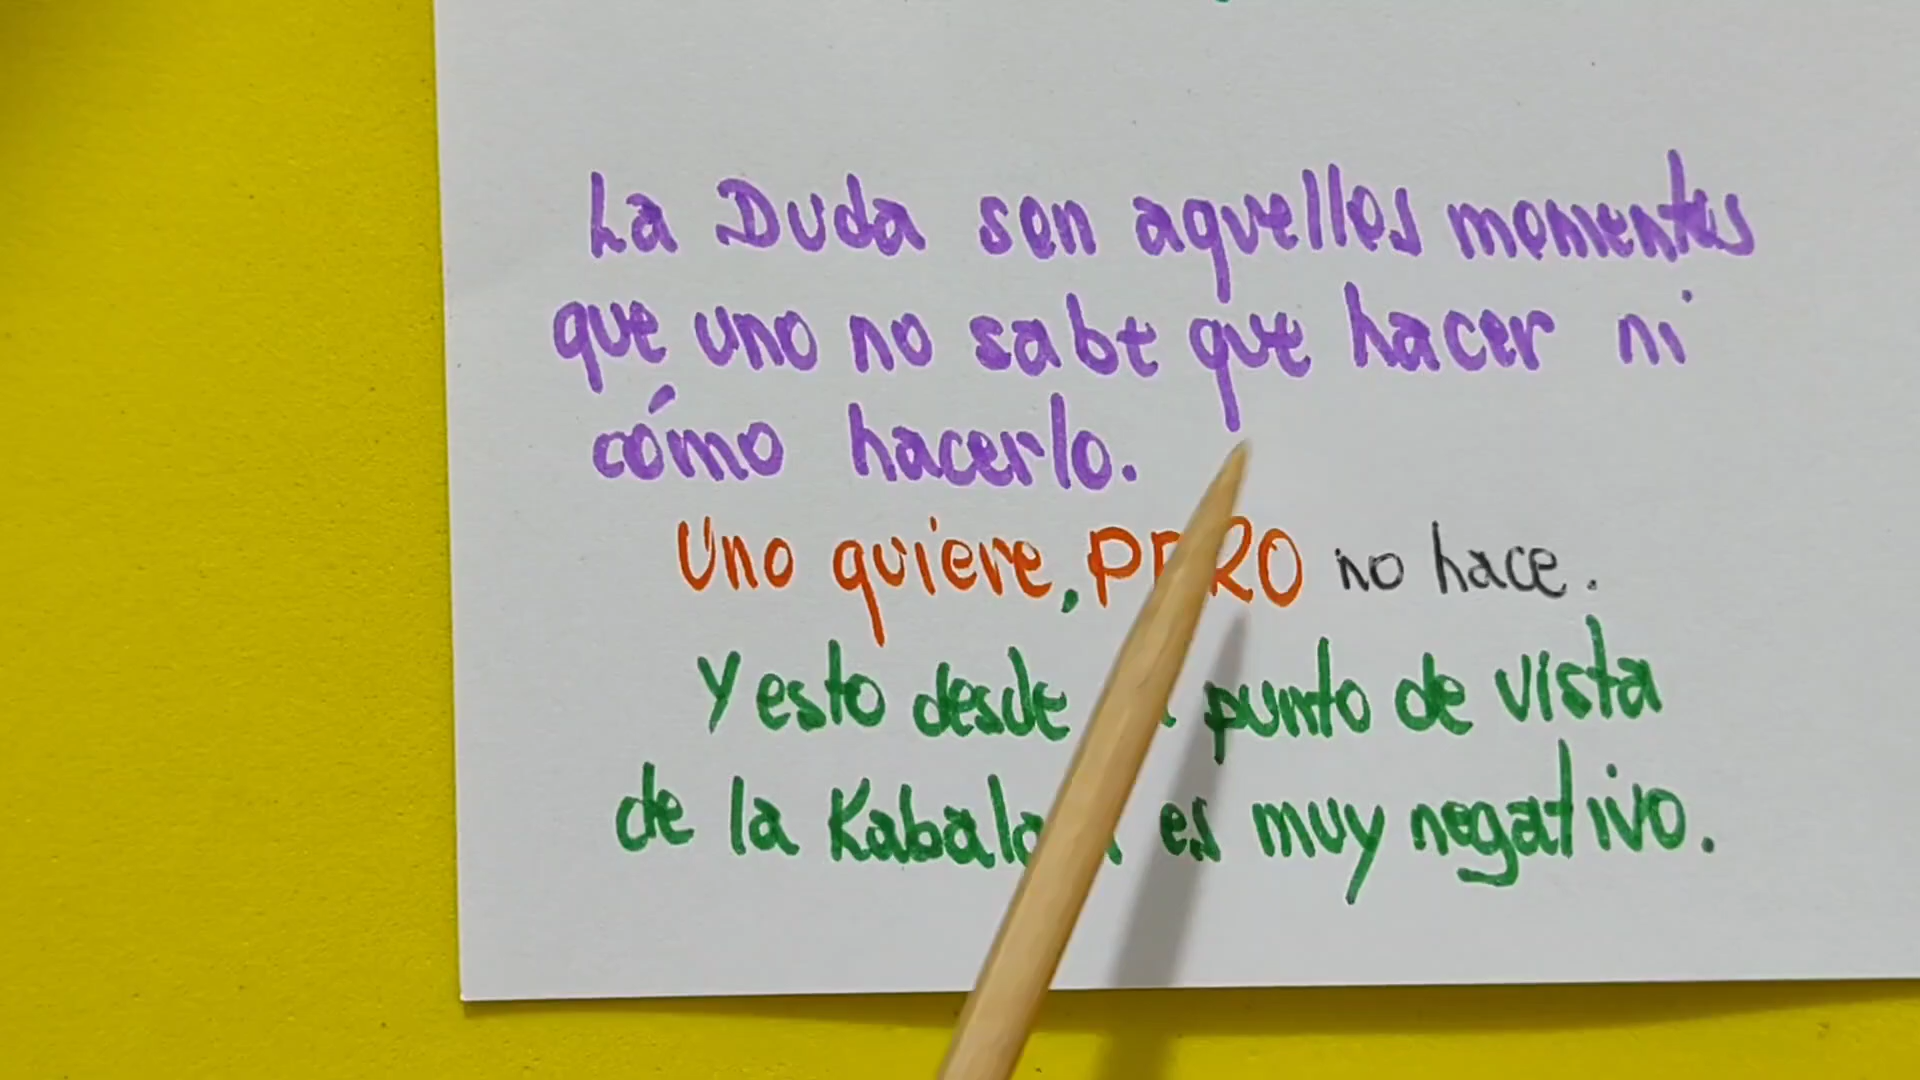 La Duda son aquellos momentos
que uno no sabe que hacer ni
cómo hacerlo.
Uno quiere, PERO no hace.
Y esto desde punto de vista
de la es muy negativo.